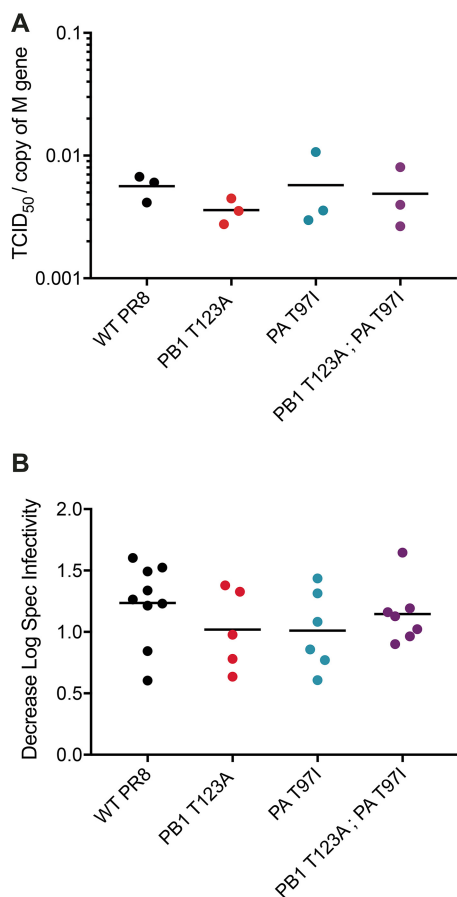 A
TCID50 / copy of M gene
0.1
0.01
0.001
WT PR8
PB1 T123A
PA T97I
PB1 T123A ; PA T97I
B
Decrease Log Spec Infectivity
2.0
1.5
1.0
0.5
0.0
WT PR8
PB1 T123A
PA T97I
PB1 T123A ; PA T97I